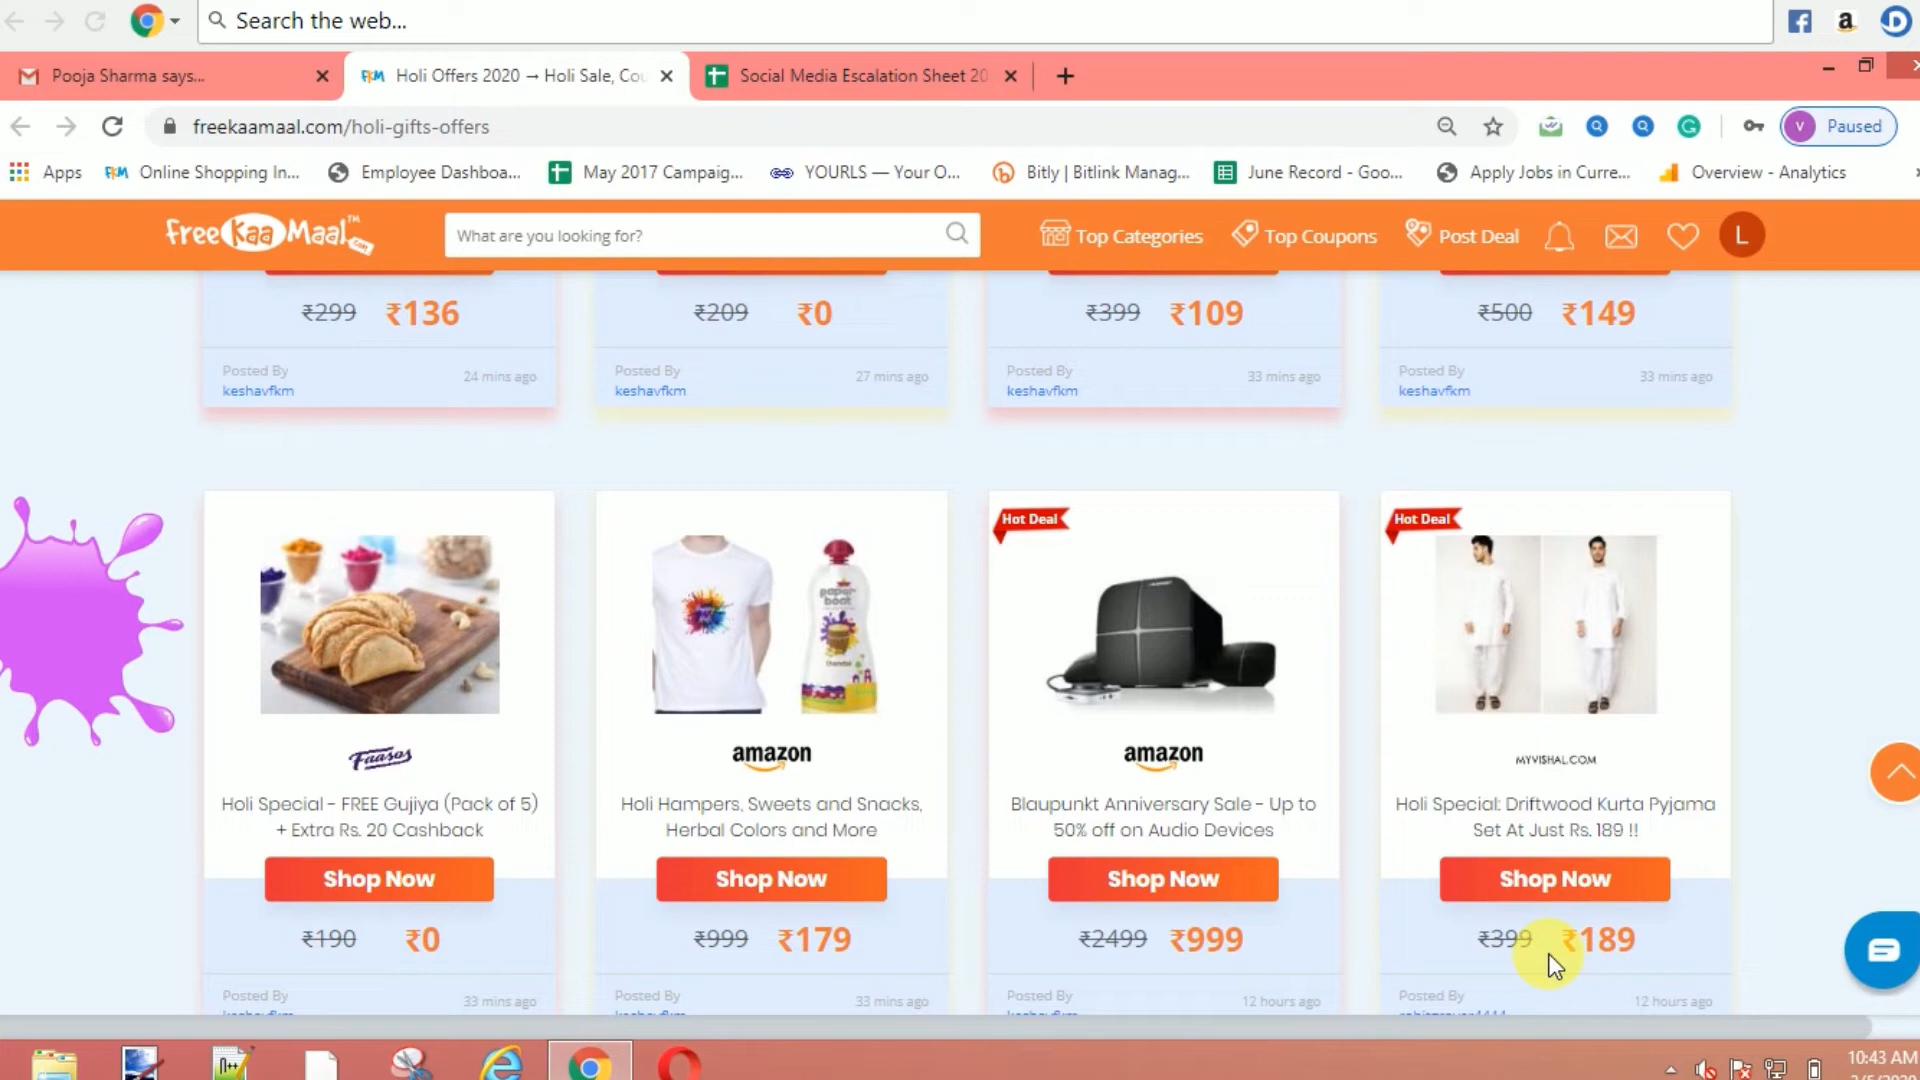 Search the web...
Pooja Sharma says...
FKM Holi Offers 2020 → Holi Sale, Cou
Social Media Escalation Sheet 20
freekaamaal.com/holi-gifts-offers
V Paused
Apps
FKM Online Shopping In...
Employee Dashboa...
May 2017 Campaig...
YOURLS — Your O...
Bitly | Bitlink Manag...
June Record - Goo...
Apply Jobs in Curre...
Overview - Analytics
Free Kaa Maal™ .com
What are you looking for?
Top Categories
Top Coupons
Post Deal
L
₹299 ₹136
₹209 ₹0
₹399 ₹109
₹500 ₹149
Posted By
keshavfkm
24 mins ago
Posted By
keshavfkm
27 mins ago
Posted By
keshavfkm
33 mins ago
Posted By
keshavfkm
33 mins ago
Faasos
Holi Special - FREE Gujiya (Pack of 5)
+ Extra Rs. 20 Cashback
Shop Now
₹190 ₹0
Posted By
33 mins ago
paper
boat
amazon
Holi Hampers, Sweets and Snacks,
Herbal Colors and More
Shop Now
₹999 ₹179
Posted By
33 mins ago
Hot Deal
amazon
Blaupunkt Anniversary Sale - Up to
50% off on Audio Devices
Shop Now
₹2499 ₹999
Posted By
12 hours ago
Hot Deal
MYVISHAL.COM
Holi Special: Driftwood Kurta Pyjama
Set At Just Rs. 189 !!
Shop Now
₹399 ₹189
Posted By
12 hours ago
10:43 AM